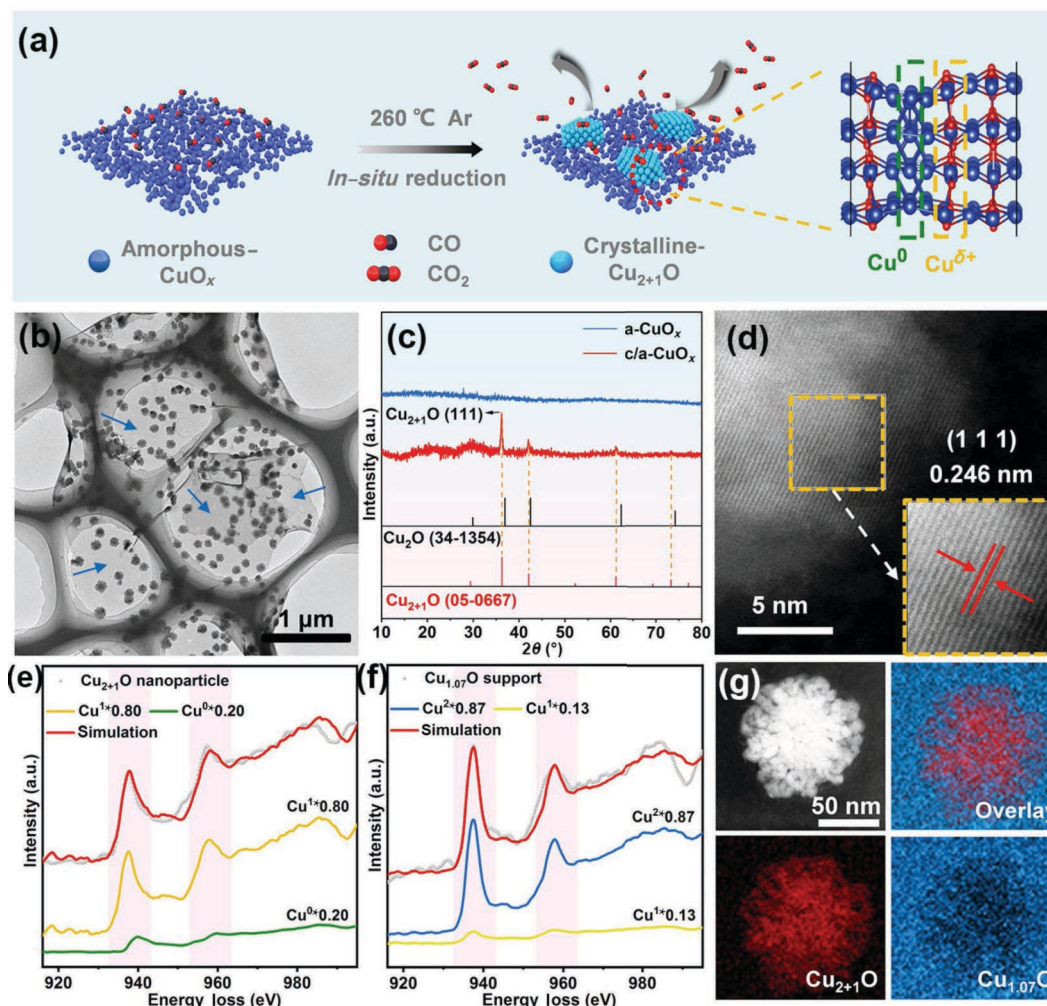 (a)
260 ℃ Ar
In-situ reduction
Amorphous-
CuOₓ
CO
CO₂
Crystalline-
Cu₂₊₁O
Cu⁰
Cu^δ+
(b)
1 μm
(c)
a-CuOₓ
c/a-CuOₓ
Cu₂₊₁O (111)
Cu₂O (34-1354)
Cu₂₊₁O (05-0667)
Intensity (a.u.)
10 20 30 40 50 60 70 80
2θ (°)
(d)
(1 1 1)
0.246 nm
5 nm
(e)
Cu₂₊₁O nanoparticle
Cu¹*0.80
Cu⁰*0.20
Simulation
Cu¹*0.80
Cu⁰*0.20
Intensity (a.u.)
920 940 960 980
Energy loss (eV)
(f)
Cu₁.₀₇O support
Cu²*0.87
Cu¹*0.13
Simulation
Cu²*0.87
Cu¹*0.13
Intensity (a.u.)
920 940 960 980
Energy loss (eV)
(g)
50 nm
Overlay
Cu₂₊₁O
Cu₁.₀₇O